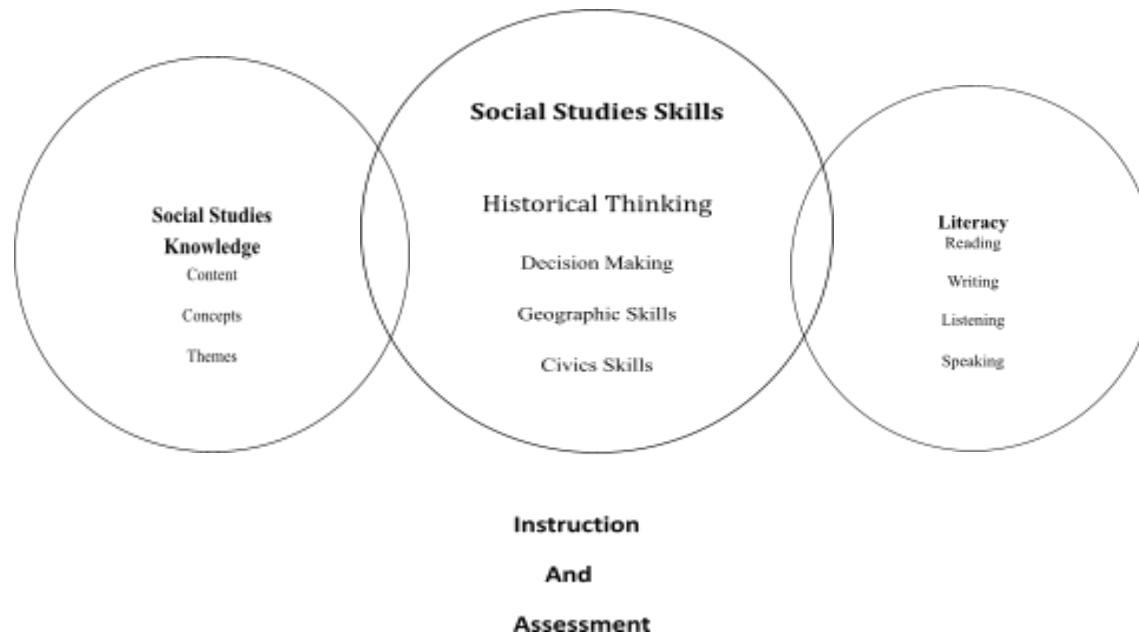 Social Studies
Knowledge
Content
Concepts
Themes
Social Studies Skills
Historical Thinking
Decision Making
Geographic Skills
Civics Skills
Literacy
Reading
Writing
Listening
Speaking
Instruction
And
Assessment